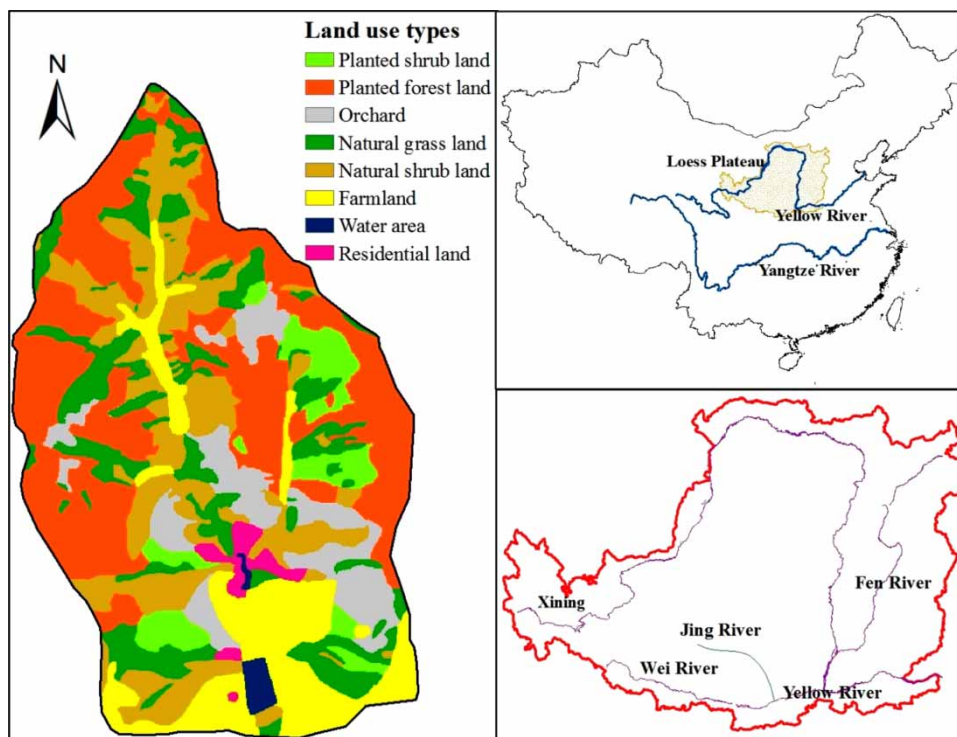 Land use types
N
Planted shrub land
Planted forest land
Orchard
Natural grass land
Natural shrub land
Farmland
Water area
Residential land
Loess Plateau
Yellow River
Yangtze River
Xining
Fen River
Jing River
Wei River
Yellow River